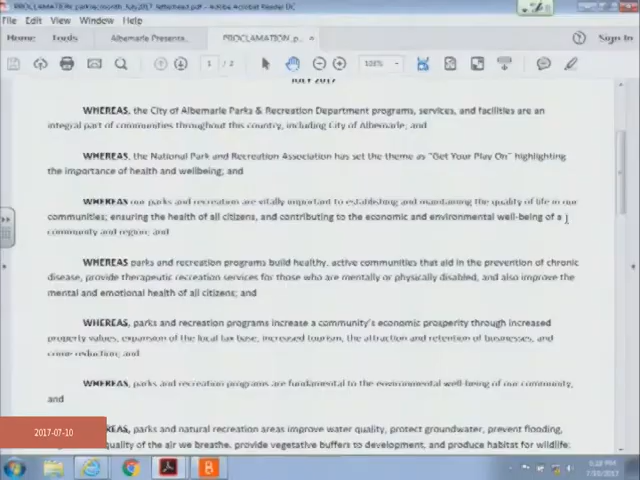 PROCLAMATION_parks_month_July2017_letterhead.pdf - Adobe Acrobat Reader DC
File Edit View Window Help
Home Tools Albemarle Presenta... PROCLAMATION_p... × Sign In
1 / 2
JULY 2017
WHEREAS, the City of Albemarle Parks & Recreation Department programs, services, and facilities are an
integral part of communities throughout this country, including City of Albemarle; and
WHEREAS, the National Park and Recreation Association has set the theme as "Get Your Play On" highlighting
the importance of health and wellbeing; and
WHEREAS our parks and recreation are vitally important to establishing and maintaining the quality of life in our
communities; ensuring the health of all citizens, and contributing to the economic and environmental well-being of a
community and region; and
WHEREAS parks and recreation programs build healthy, active communities that aid in the prevention of chronic
disease, provide therapeutic recreation services for those who are mentally or physically disabled, and also improve the
mental and emotional health of all citizens; and
WHEREAS, parks and recreation programs increase a community's economic prosperity through increased
property values, expansion of the local tax base, increased tourism, the attraction and retention of businesses, and
crime reduction; and
WHEREAS, parks and recreation programs are fundamental to the environmental well-being of our community,
and
parks and natural recreation areas improve water quality, protect groundwater, prevent flooding,
quality of the air we breathe, provide vegetative buffers to development, and produce habitat for wildlife;
2017-07-10